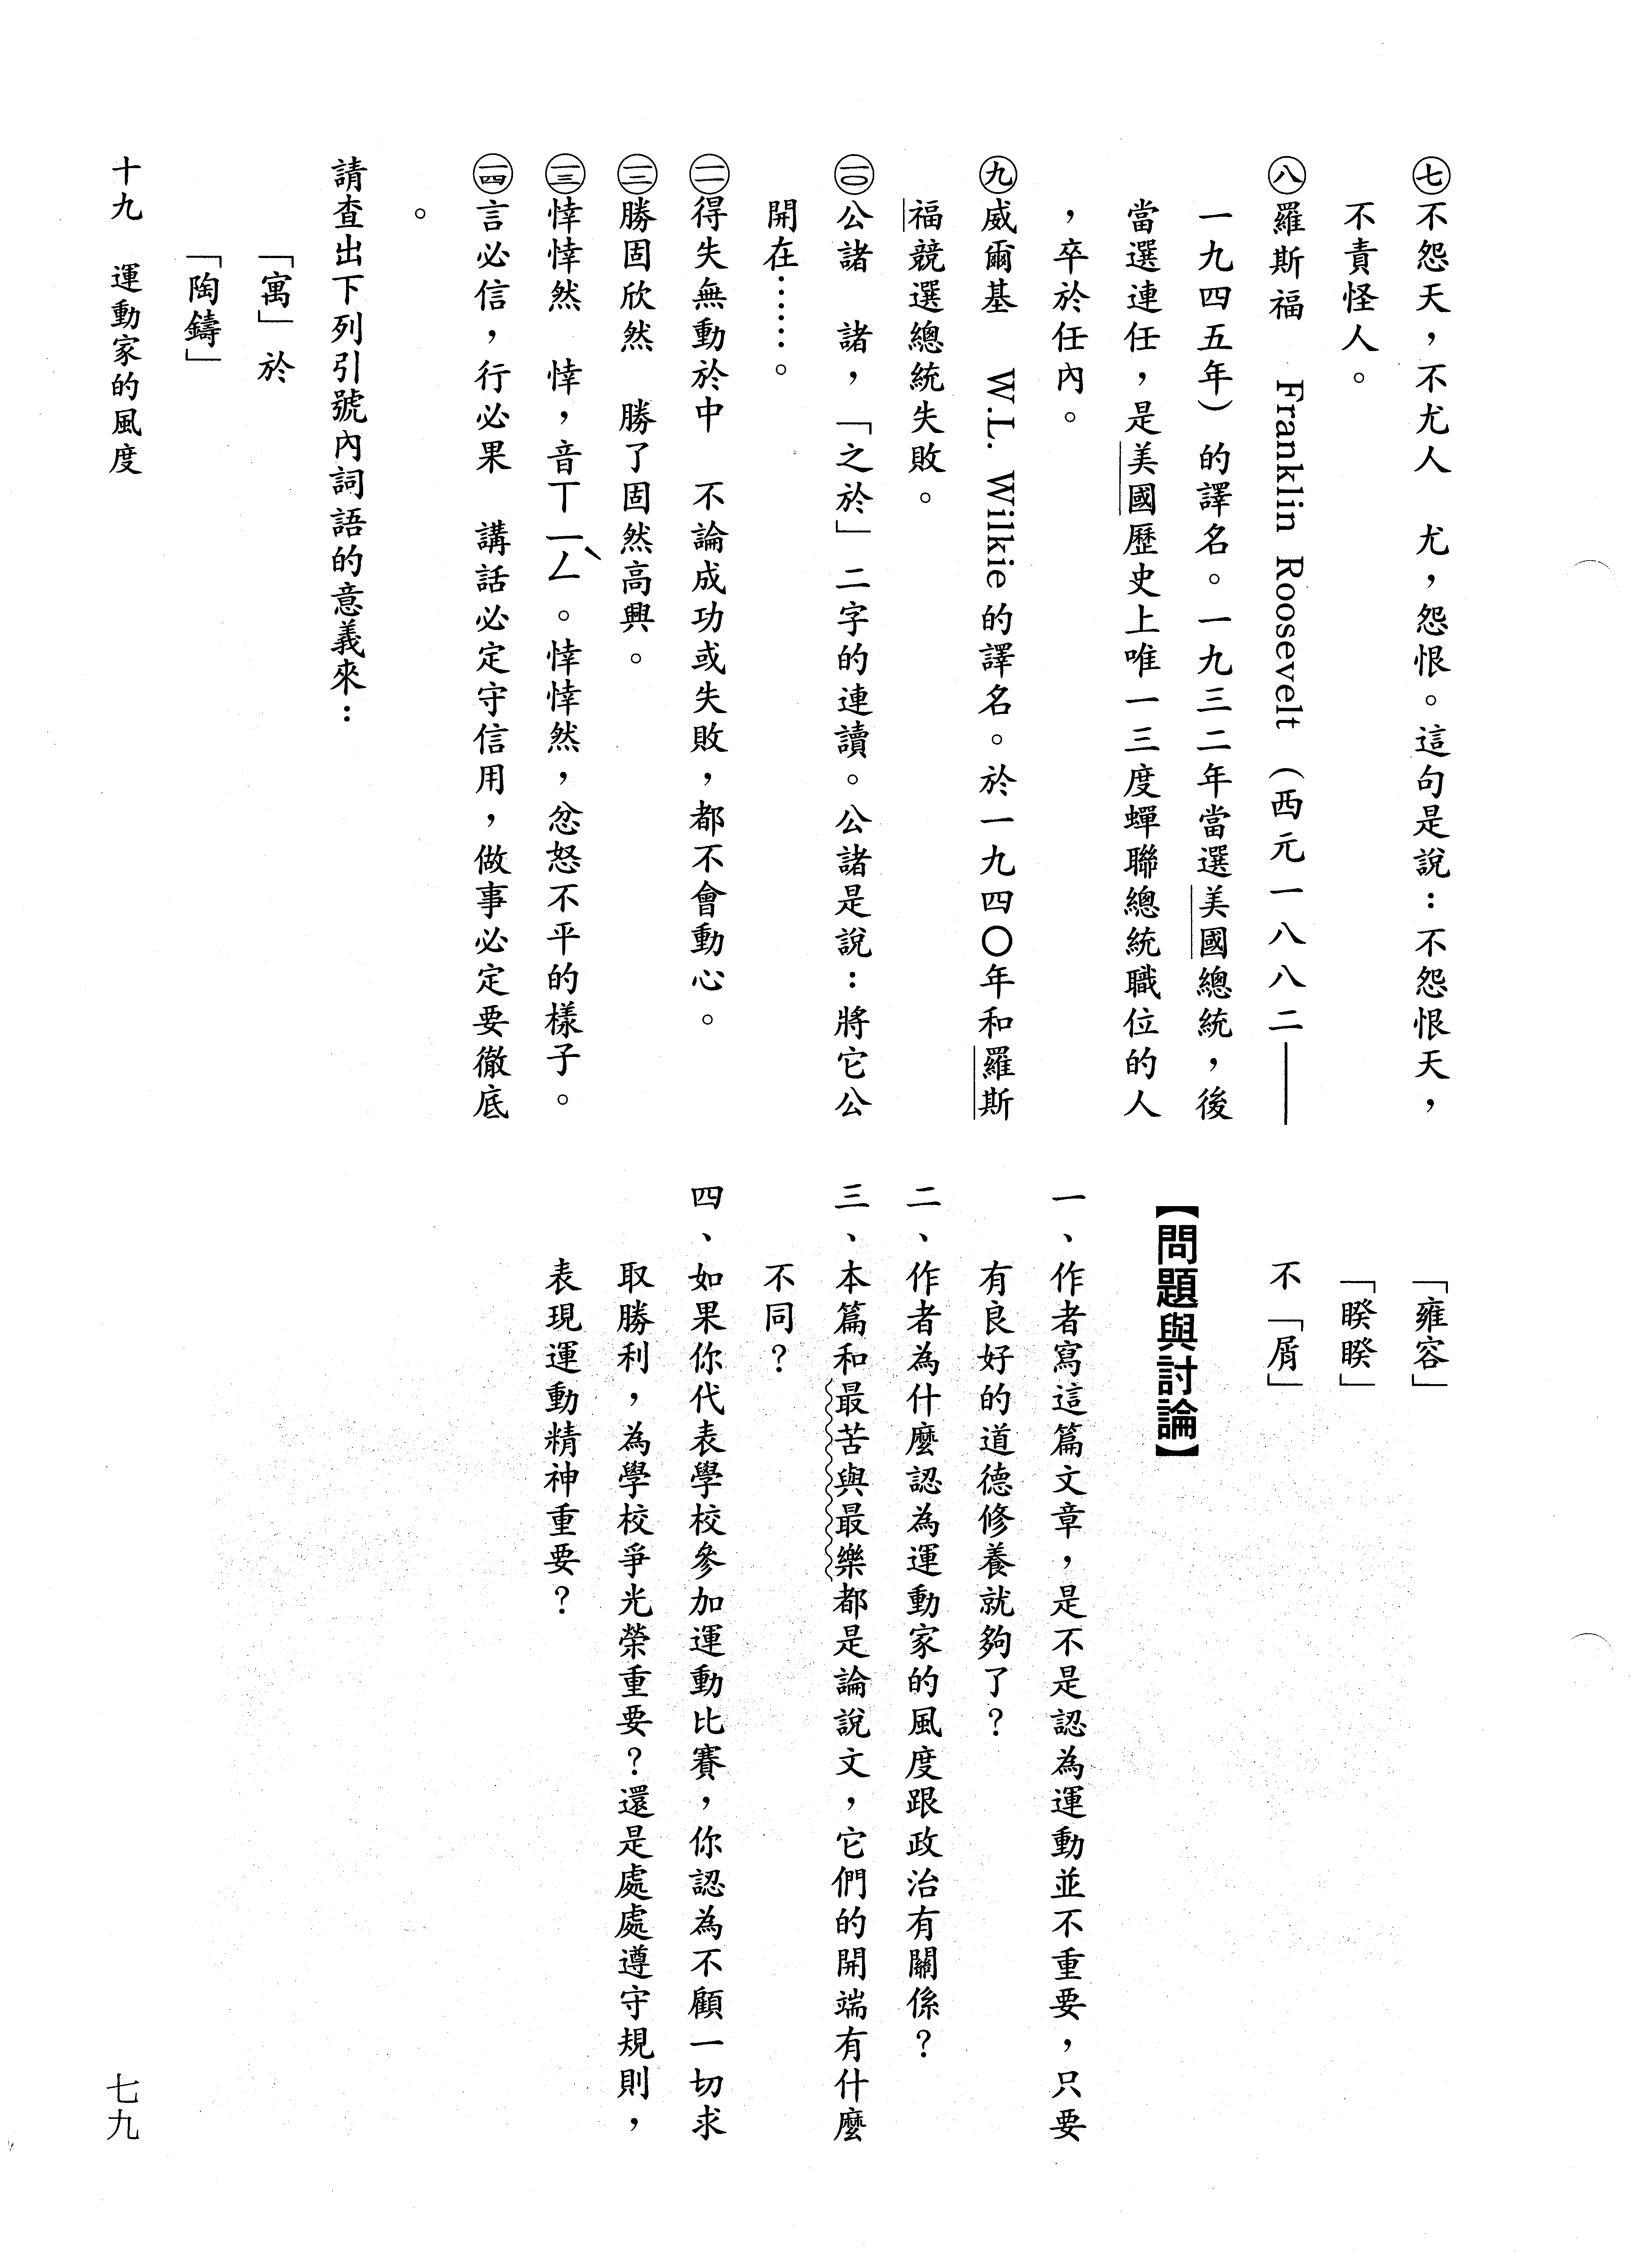 ㊆不怨天，不尤人　尤，怨恨。這句是說：不怨恨天，
不責怪人。
㊇羅斯福　Franklin Roosevelt（西元一八八二——
一九四五年）的譯名。一九三二年當選美國總統，後
當選連任，是美國歷史上唯一三度蟬聯總統職位的人
，卒於任內。
㊈威爾基　W.L. Wilkie的譯名。於一九四〇年和羅斯
福競選總統失敗。
(一〇)公諸　諸，「之於」二字的連讀。公諸是說：將它公
開在……。
(一一)得失無動於中　不論成功或失敗，都不會動心。
(一二)勝固欣然　勝了固然高興。
(一三)悻悻然　悻，音ㄒㄧㄥˋ。悻悻然，忿怒不平的樣子。
(一四)言必信，行必果　講話必定守信用，做事必定要徹底
。
請查出下列引號內詞語的意義來：
「寓」於
「陶鑄」
「雍容」
「睽睽」
不「屑」
【問題與討論】
一、作者寫這篇文章，是不是認為運動並不重要，只要
有良好的道德修養就夠了？
二、作者為什麼認為運動家的風度跟政治有關係？
三、本篇和最苦與最樂都是論說文，它們的開端有什麼
不同？
四、如果你代表學校參加運動比賽，你認為不顧一切求
取勝利，為學校爭光榮重要？還是處處遵守規則，
表現運動精神重要？
十九　運動家的風度
七九